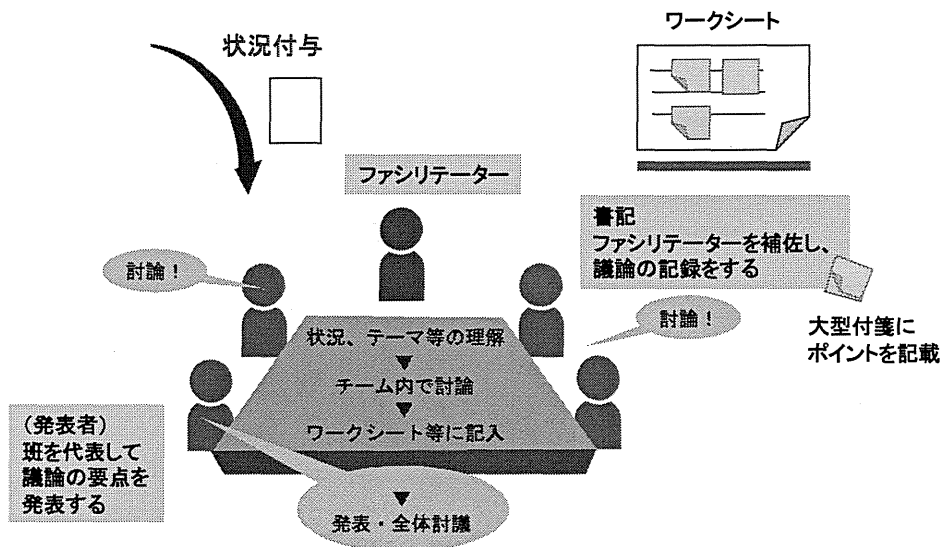 状況付与
ワークシート
ファシリテーター
書記
ファシリテーターを補佐し、
議論の記録をする
討論！
討論！
大型付箋に
ポイントを記載
状況、テーマ等の理解
▼
チーム内で討論
▼
ワークシート等に記入
▼
発表・全体討議
（発表者）
班を代表して
議論の要点を
発表する